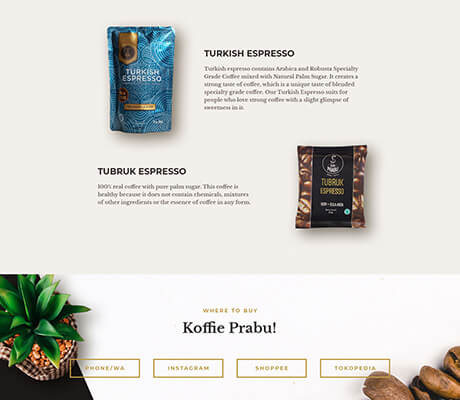 TURKISH
ESPRESSO
TURKISH ESPRESSO
Turkish espresso contains Arabica and Robusta Specialty
Grade Coffee mixed with Natural Palm Sugar. It creates a
strong taste of coffee, which is a unique taste of blended
specialty grade coffee. Our Turkish Espresso suits for
people who love strong coffee with a slight glimpse of
sweetness in it.
TUBRUK ESPRESSO
100% real coffee with pure palm sugar. This coffee is
healthy because it does not contain chemicals, mixtures
of other ingredients or the essence of coffee in any form.
PRABU
TUBRUK
ESPRESSO
WHERE TO BUY
Koffie Prabu!
PHONE/WA
INSTAGRAM
SHOPPEE
TOKOPEDIA